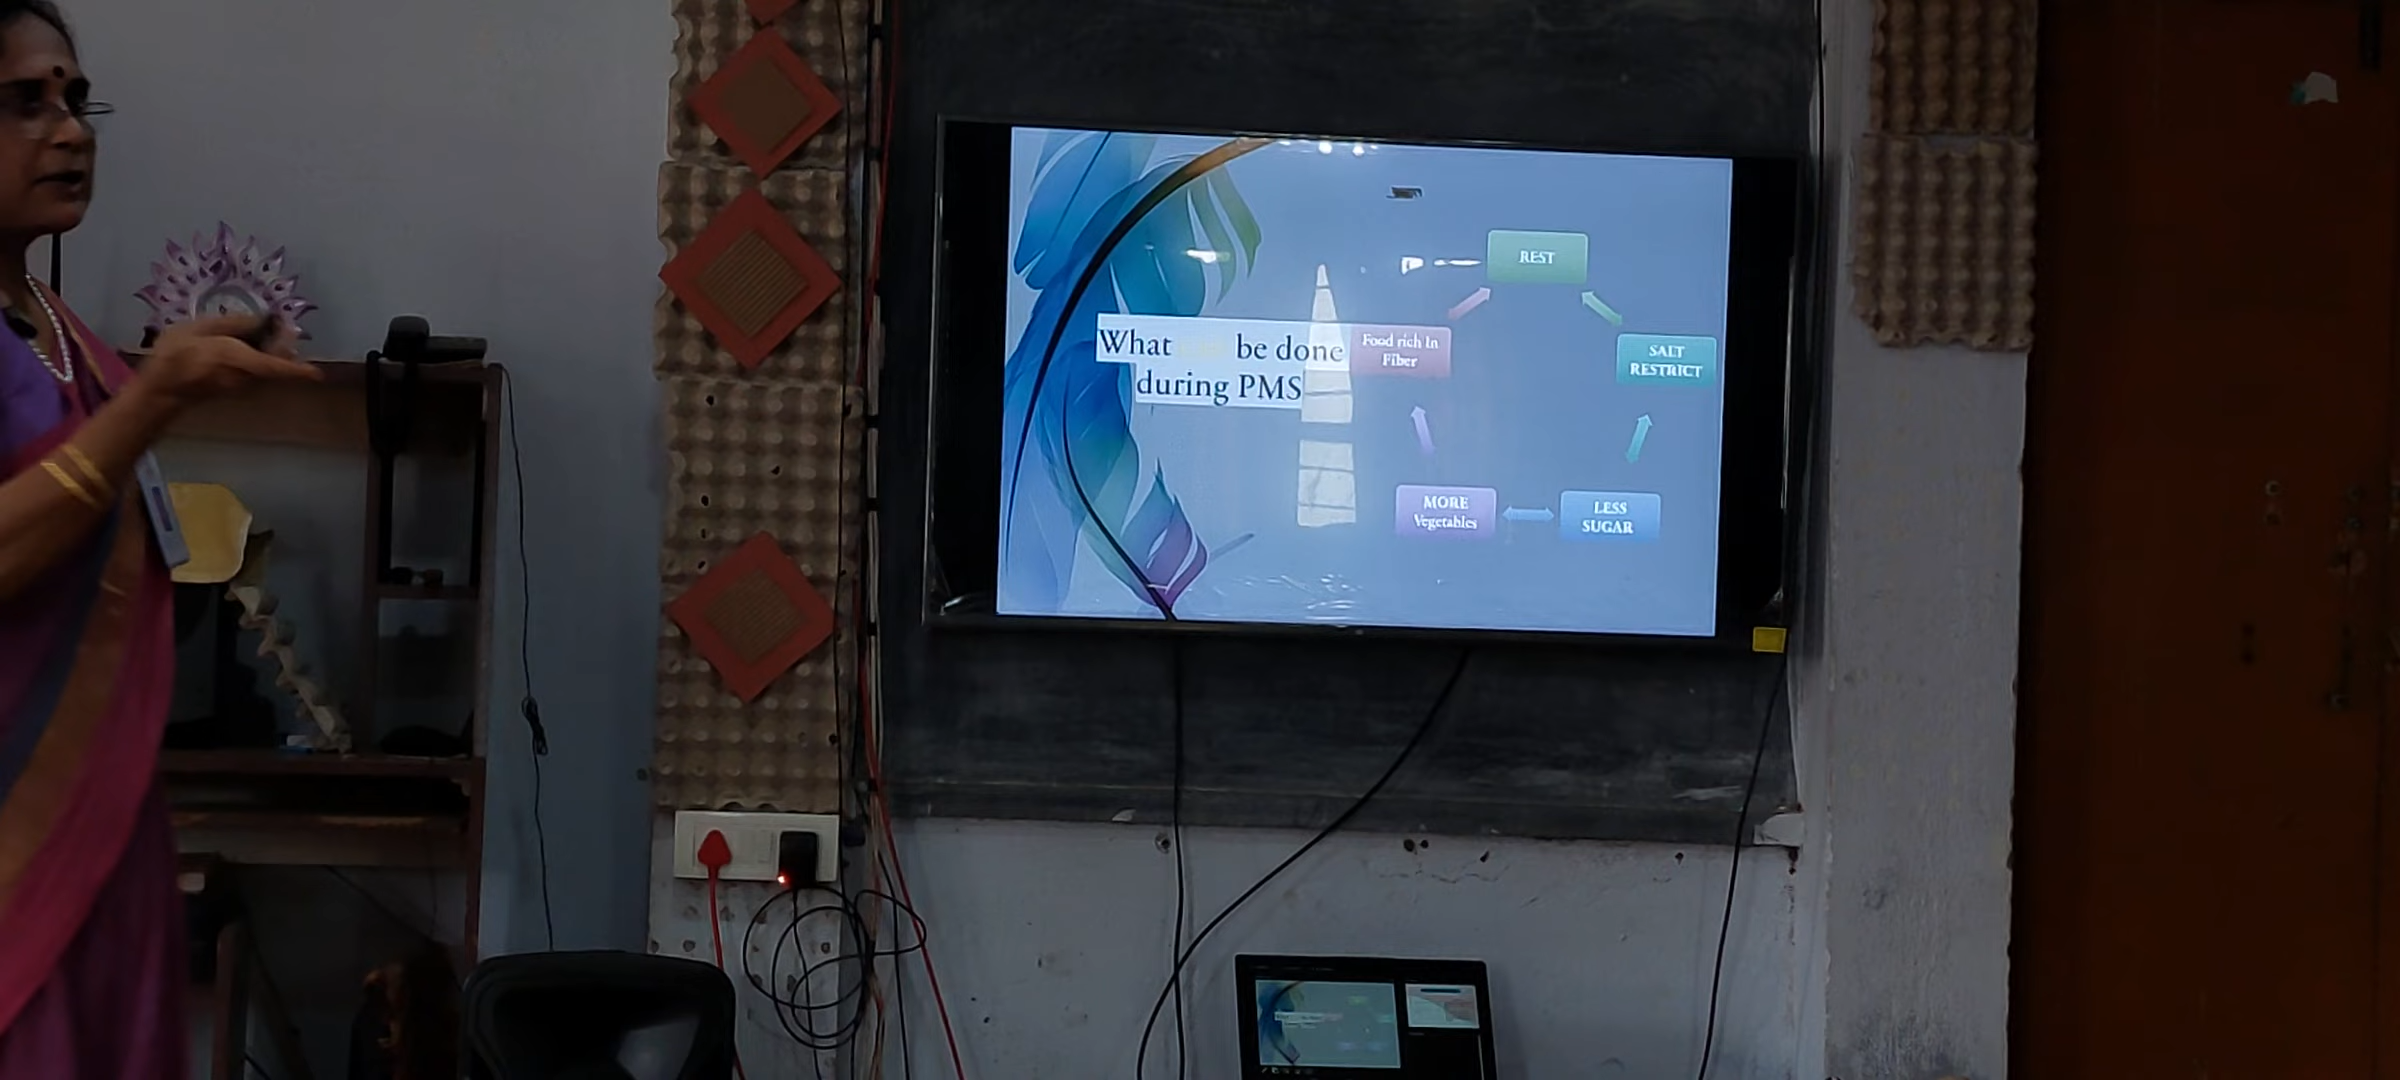 What be done
during PMS
REST
SALT
RESTRICT
LESS
SUGAR
MORE
Vegetables
Food rich In
Fiber